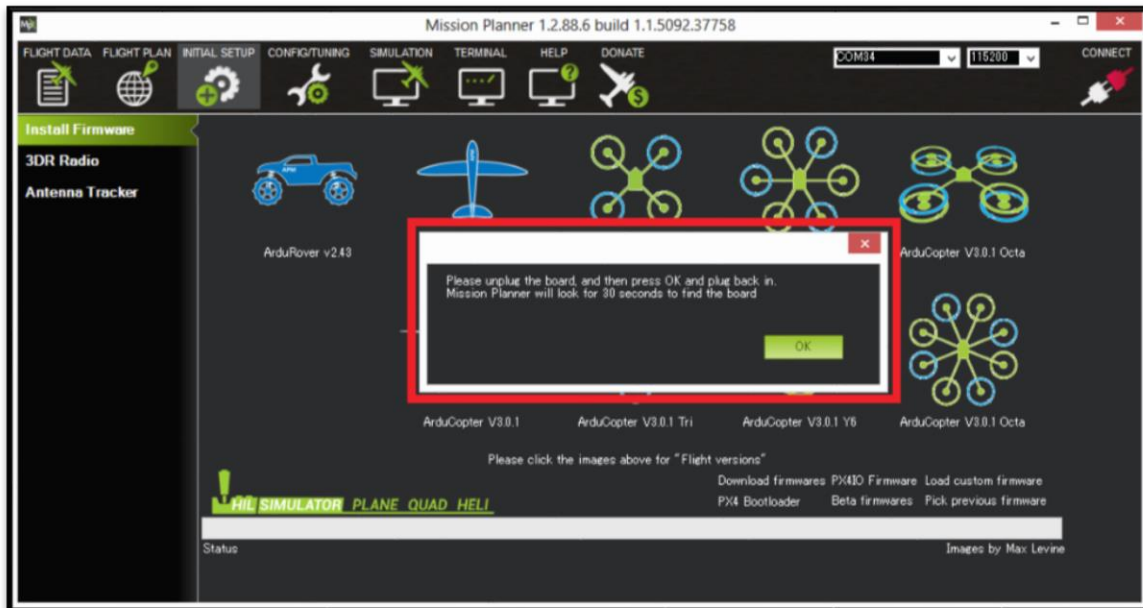 Mission Planner 1.2.88.6 build 1.1.5092.37758
FLIGHT DATA FLIGHT PLAN INITIAL SETUP CONFIG/TUNING SIMULATION TERMINAL HELP DONATE
COM34 115200 CONNECT
Install Firmware
3DR Radio
Antenna Tracker
ArduRover v2.43
ArduCopter V3.0.1 Octa
Please unplug the board, and then press OK and plug back in.
Mission Planner will look for 30 seconds to find the board
OK
ArduCopter V3.0.1 ArduCopter V3.0.1 Tri ArduCopter V3.0.1 Y6 ArduCopter V3.0.1 Octa
Please click the images above for "Flight versions"
Download firmwares PX4IO Firmware Load custom firmware
PX4 Bootloader Beta firmwares Pick previous firmware
HIL SIMULATOR PLANE QUAD HELI
Status
Images by Max Levine